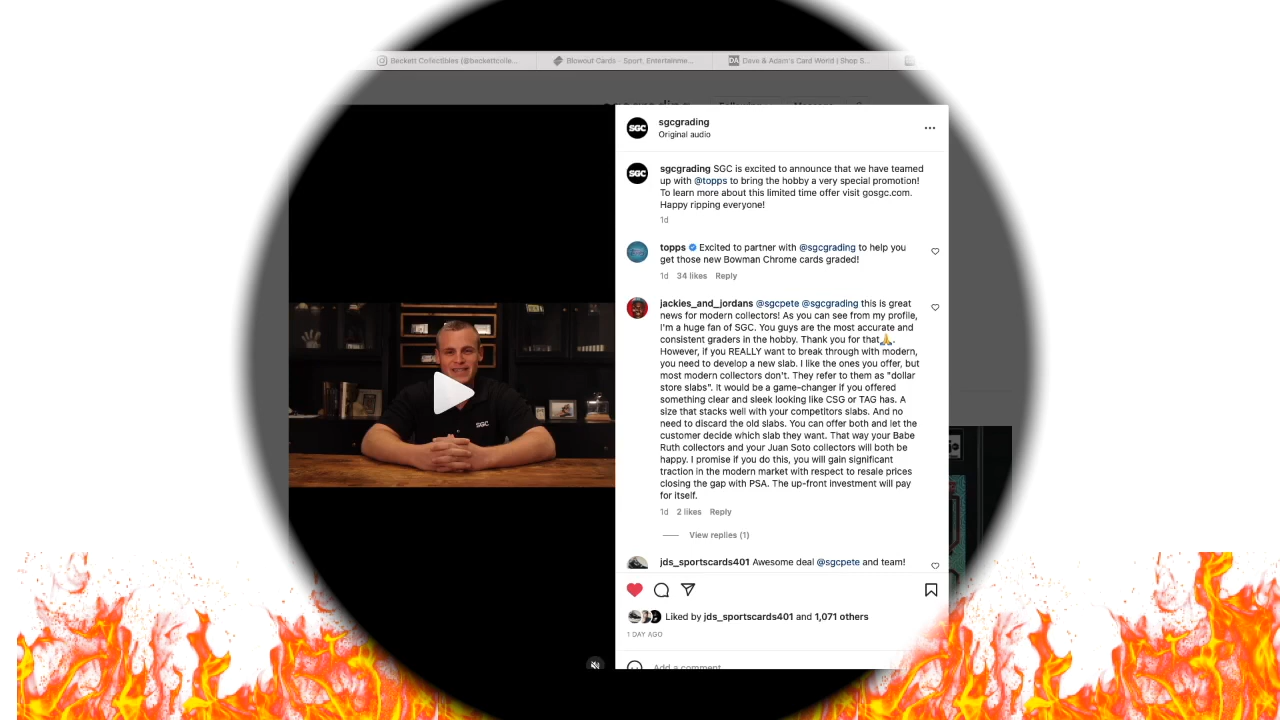 Beckett Collectibles (@beckettcolle...
Blowout Cards - Sport, Entertainme...
DA Dave & Adam's Card World | Shop S...
sgcgrading Following Message
SGC
sgcgrading
Original audio
SGC
sgcgrading SGC is excited to announce that we have teamed
up with @topps to bring the hobby a very special promotion!
To learn more about this limited time offer visit gosgc.com.
Happy ripping everyone!
1d
topps Excited to partner with @sgcgrading to help you
get those new Bowman Chrome cards graded!
1d 34 likes Reply
jackies_and_jordans @sgcpete @sgcgrading this is great
news for modern collectors! As you can see from my profile,
I'm a huge fan of SGC. You guys are the most accurate and
consistent graders in the hobby. Thank you for that🙏.
However, if you REALLY want to break through with modern,
you need to develop a new slab. I like the ones you offer, but
most modern collectors don't. They refer to them as "dollar
store slabs". It would be a game-changer if you offered
something clear and sleek looking like CSG or TAG has. A
size that stacks well with your competitors slabs. And no
need to discard the old slabs. You can offer both and let the
customer decide which slab they want. That way your Babe
Ruth collectors and your Juan Soto collectors will both be
happy. I promise if you do this, you will gain significant
traction in the modern market with respect to resale prices
closing the gap with PSA. The up-front investment will pay
for itself.
1d 2 likes Reply
View replies (1)
jds_sportscards401 Awesome deal @sgcpete and team!
Liked by jds_sportscards401 and 1,071 others
1 DAY AGO
Add a comment...
SGC